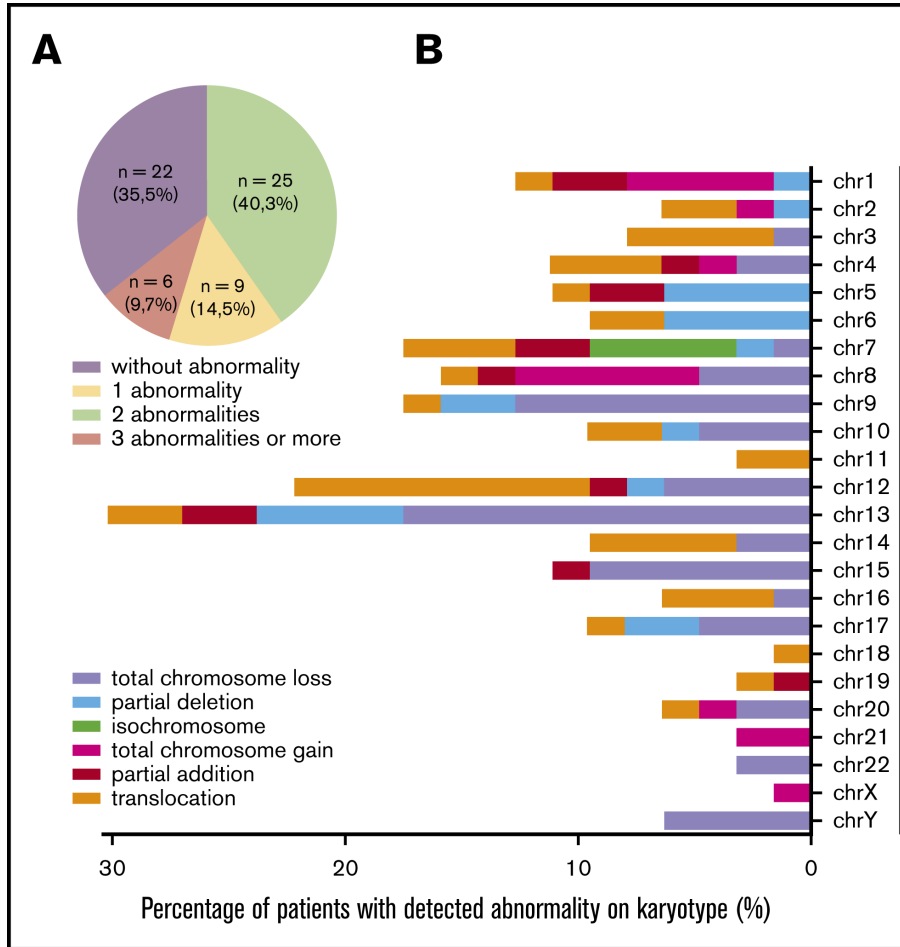 A
n = 22
(35,5%)
n = 25
(40,3%)
n = 6
(9,7%)
n = 9
(14,5%)
without abnormality
1 abnormality
2 abnormalities
3 abnormalities or more
B
chr1
chr2
chr3
chr4
chr5
chr6
chr7
chr8
chr9
chr10
chr11
chr12
chr13
chr14
chr15
chr16
chr17
chr18
chr19
chr20
chr21
chr22
chrX
chrY
total chromosome loss
partial deletion
isochromosome
total chromosome gain
partial addition
translocation
30
20
10
0
Percentage of patients with detected abnormality on karyotype (%)